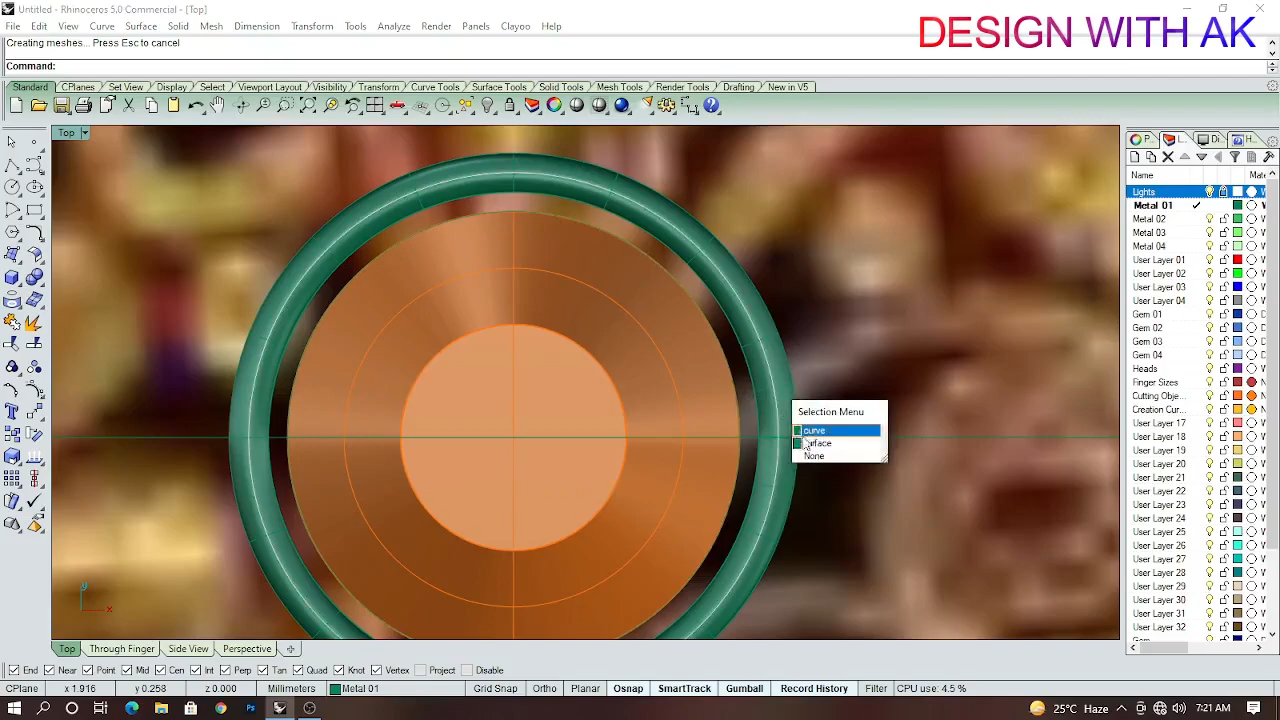 Untitled - Rhinoceros 5.0 Commercial - [Top]
File Edit View Curve Surface Solid Mesh Dimension Transform Tools Analyze Render Panels Clayoo Help
DESIGN WITH AK
Creating meshes... Press Esc to cancel
Command:
Standard CPlanes Set View Display Select Viewport Layout Visibility Transform Curve Tools Surface Tools Solid Tools Mesh Tools Render Tools Drafting New in V5
Top
P... L... Di... H...
Name Mate
Lights
Metal 01
Metal 02
Metal 03
Metal 04
User Layer 01
User Layer 02
User Layer 03
User Layer 04
Gem 01
Gem 02
Gem 03
Gem 04
Heads
Finger Sizes
Cutting Obje...
Creation Cur...
User Layer 17
User Layer 18
User Layer 19
User Layer 20
User Layer 21
User Layer 22
User Layer 23
User Layer 24
User Layer 25
User Layer 26
User Layer 27
User Layer 28
User Layer 29
User Layer 30
User Layer 31
User Layer 32
Selection Menu
curve
surface
None
y
x
Top Through Finger Side View Perspective
End Near Point Mid Cen Int Perp Tan Quad Knot Vertex Project Disable
CPlane x 1.916 y 0.258 z 0.000 Millimeters Metal 01 Grid Snap Ortho Planar Osnap SmartTrack Gumball Record History Filter CPU use: 4.5 %
25°C Haze 7:21 AM